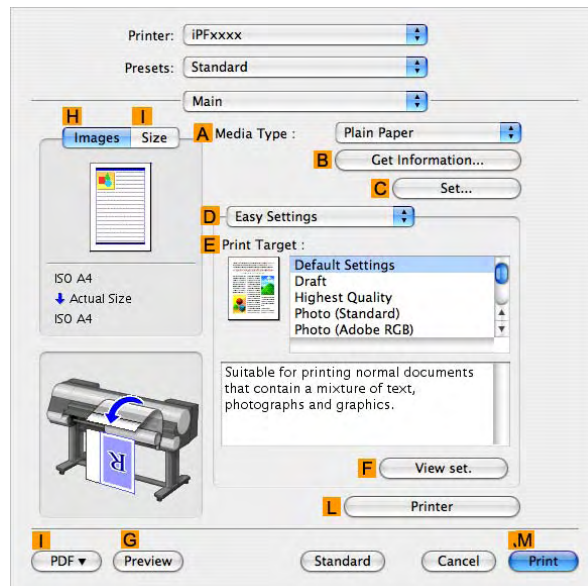 Printer: iPFxxxx
Presets: Standard
Main
H I
Images Size
A Media Type : Plain Paper
B Get Information...
C Set...
D Easy Settings
E Print Target :
Default Settings
Draft
Highest Quality
Photo (Standard)
Photo (Adobe RGB)
ISO A4
Actual Size
ISO A4
Suitable for printing normal documents
that contain a mixture of text,
photographs and graphics.
R
F View set.
L Printer
I G .M
PDF Preview Standard Cancel Print